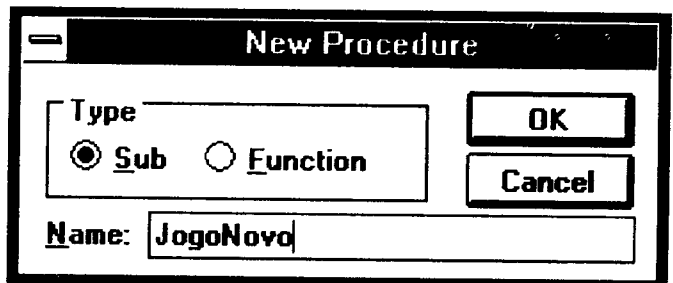 New Procedure
Type
Sub Function
OK
Cancel
Name: JogoNovo